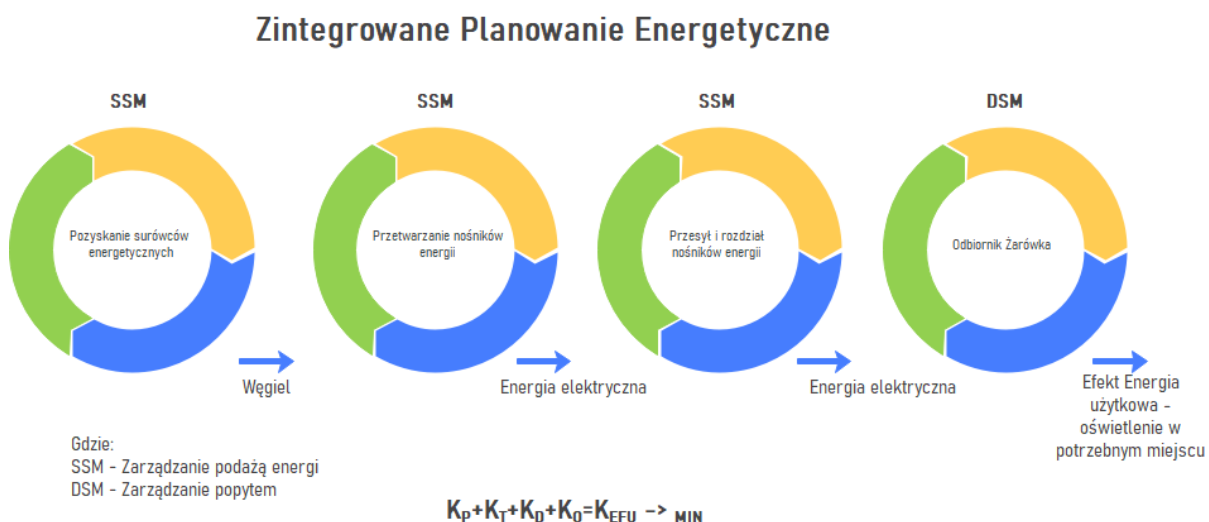 Zintegrowane Planowanie Energetyczne
SSM
SSM
SSM
DSM
Pozyskanie surówców
energetycznych
Przetwarzanie nośników
energii
Przesył i rozdział
nośników energii
Odbiornik Żarówka
Węgiel
Energia elektryczna
Energia elektryczna
Efekt Energia
użytkowa -
oświetlenie w
potrzebnym miejscu
Gdzie:
SSM - Zarządzanie podażą energi
DSM - Zarządzanie popytem
KP+KT+KD+KO=KEFU -> MIN